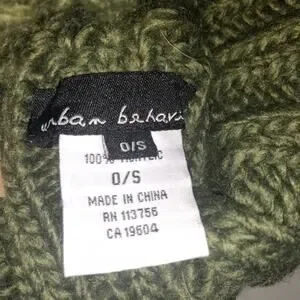 urban behavi
O/S
100% ACRYLIC
O/S
MADE IN CHINA
RN 113756
CA 19604